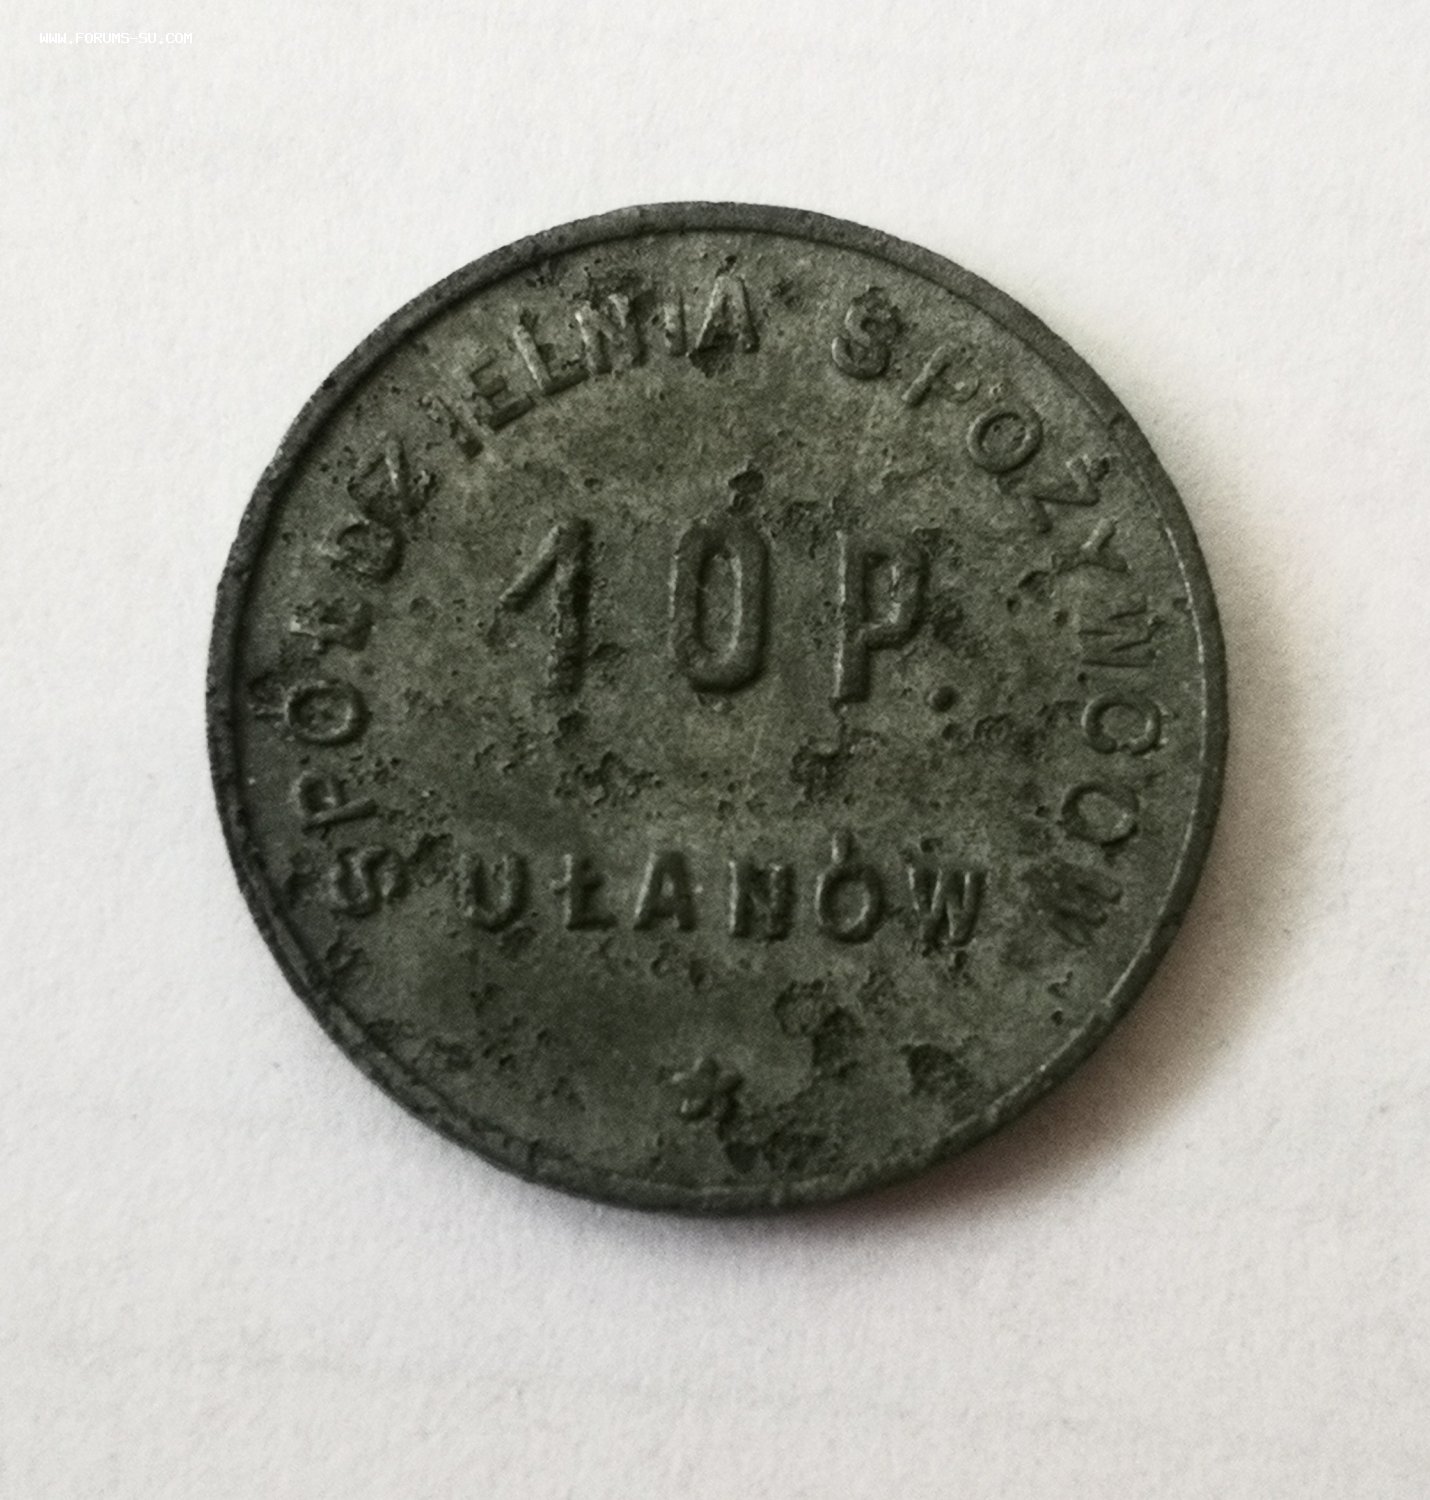 WWW.FORUMS-SU.COM
SPÓŁDZIELNIA SPOŻYWCÓW
10 P.
UŁANÓW